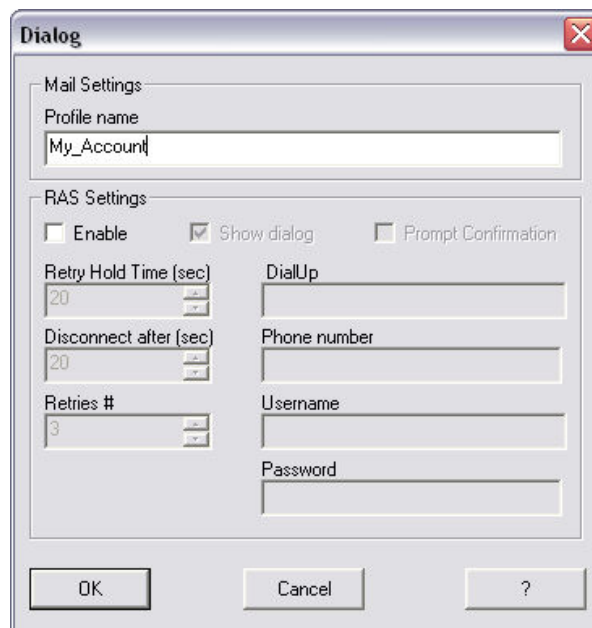 Dialog
Mail Settings
Profile name
My_Account
RAS Settings
Enable Show dialog Prompt Confirmation
Retry Hold Time (sec) DialUp
20
Disconnect after (sec) Phone number
20
Retries # Username
3
Password
OK Cancel ?